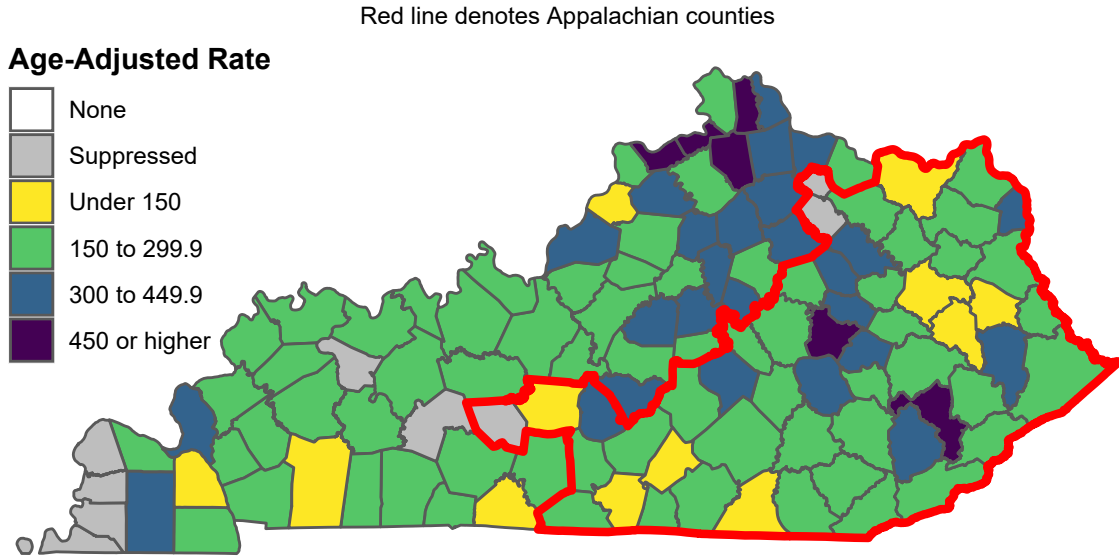 Red line denotes Appalachian counties
Age-Adjusted Rate
None
Suppressed
Under 150
150 to 299.9
300 to 449.9
450 or higher